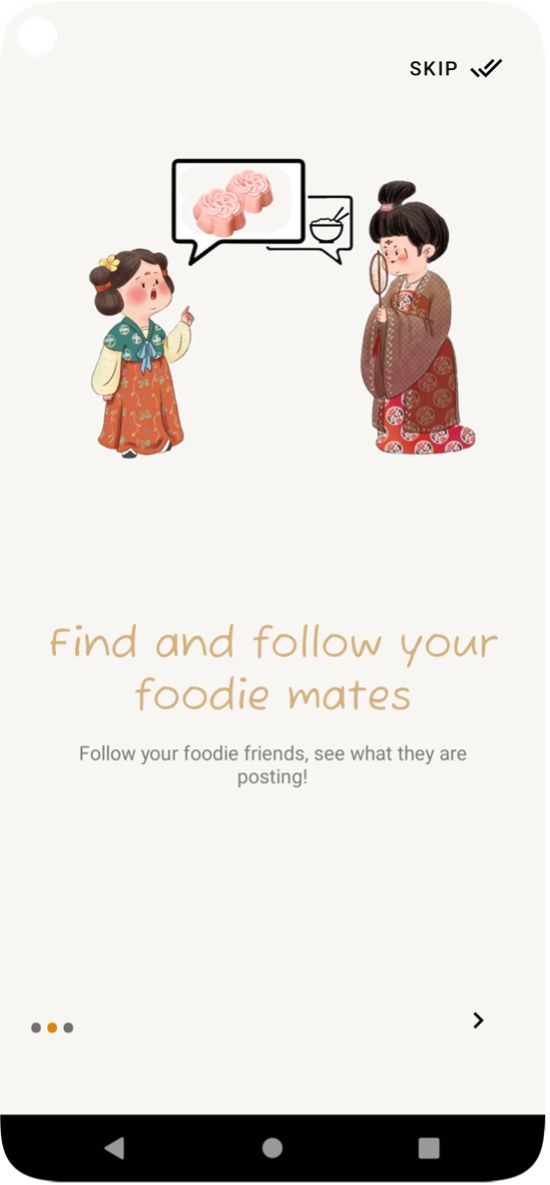 SKIP
Find and follow your
foodie mates
Follow your foodie friends, see what they are
posting!